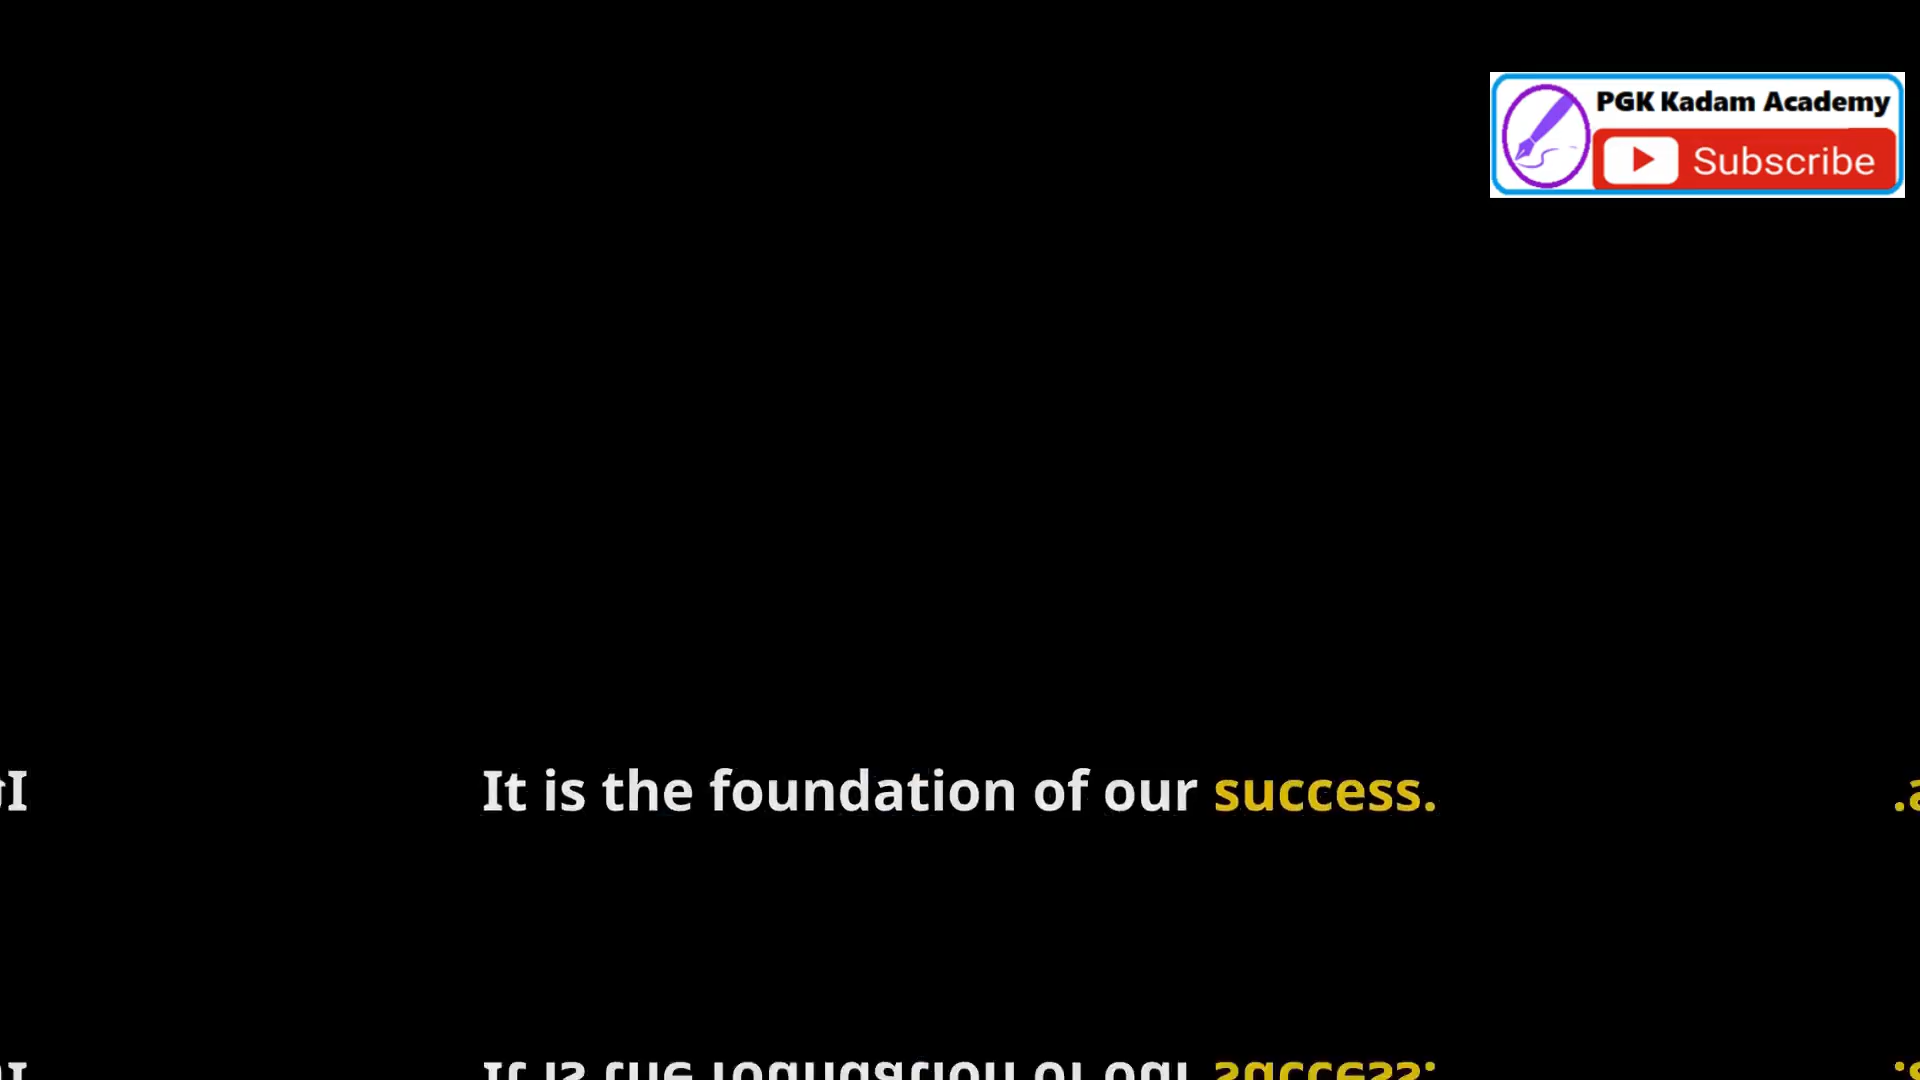 PGK Kadam Academy
Subscribe
It is the foundation of our success.